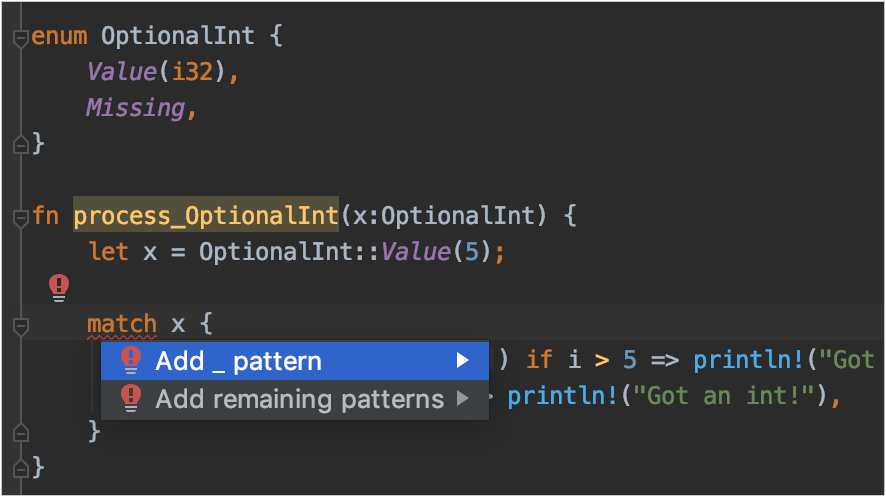 enum OptionalInt {
Value(i32),
Missing,
}
fn process_OptionalInt(x:OptionalInt) {
let x = OptionalInt::Value(5);
match x {
Add _ pattern ) if i > 5 => println!("Got
Add remaining patterns > println!("Got an int!"),
}
}